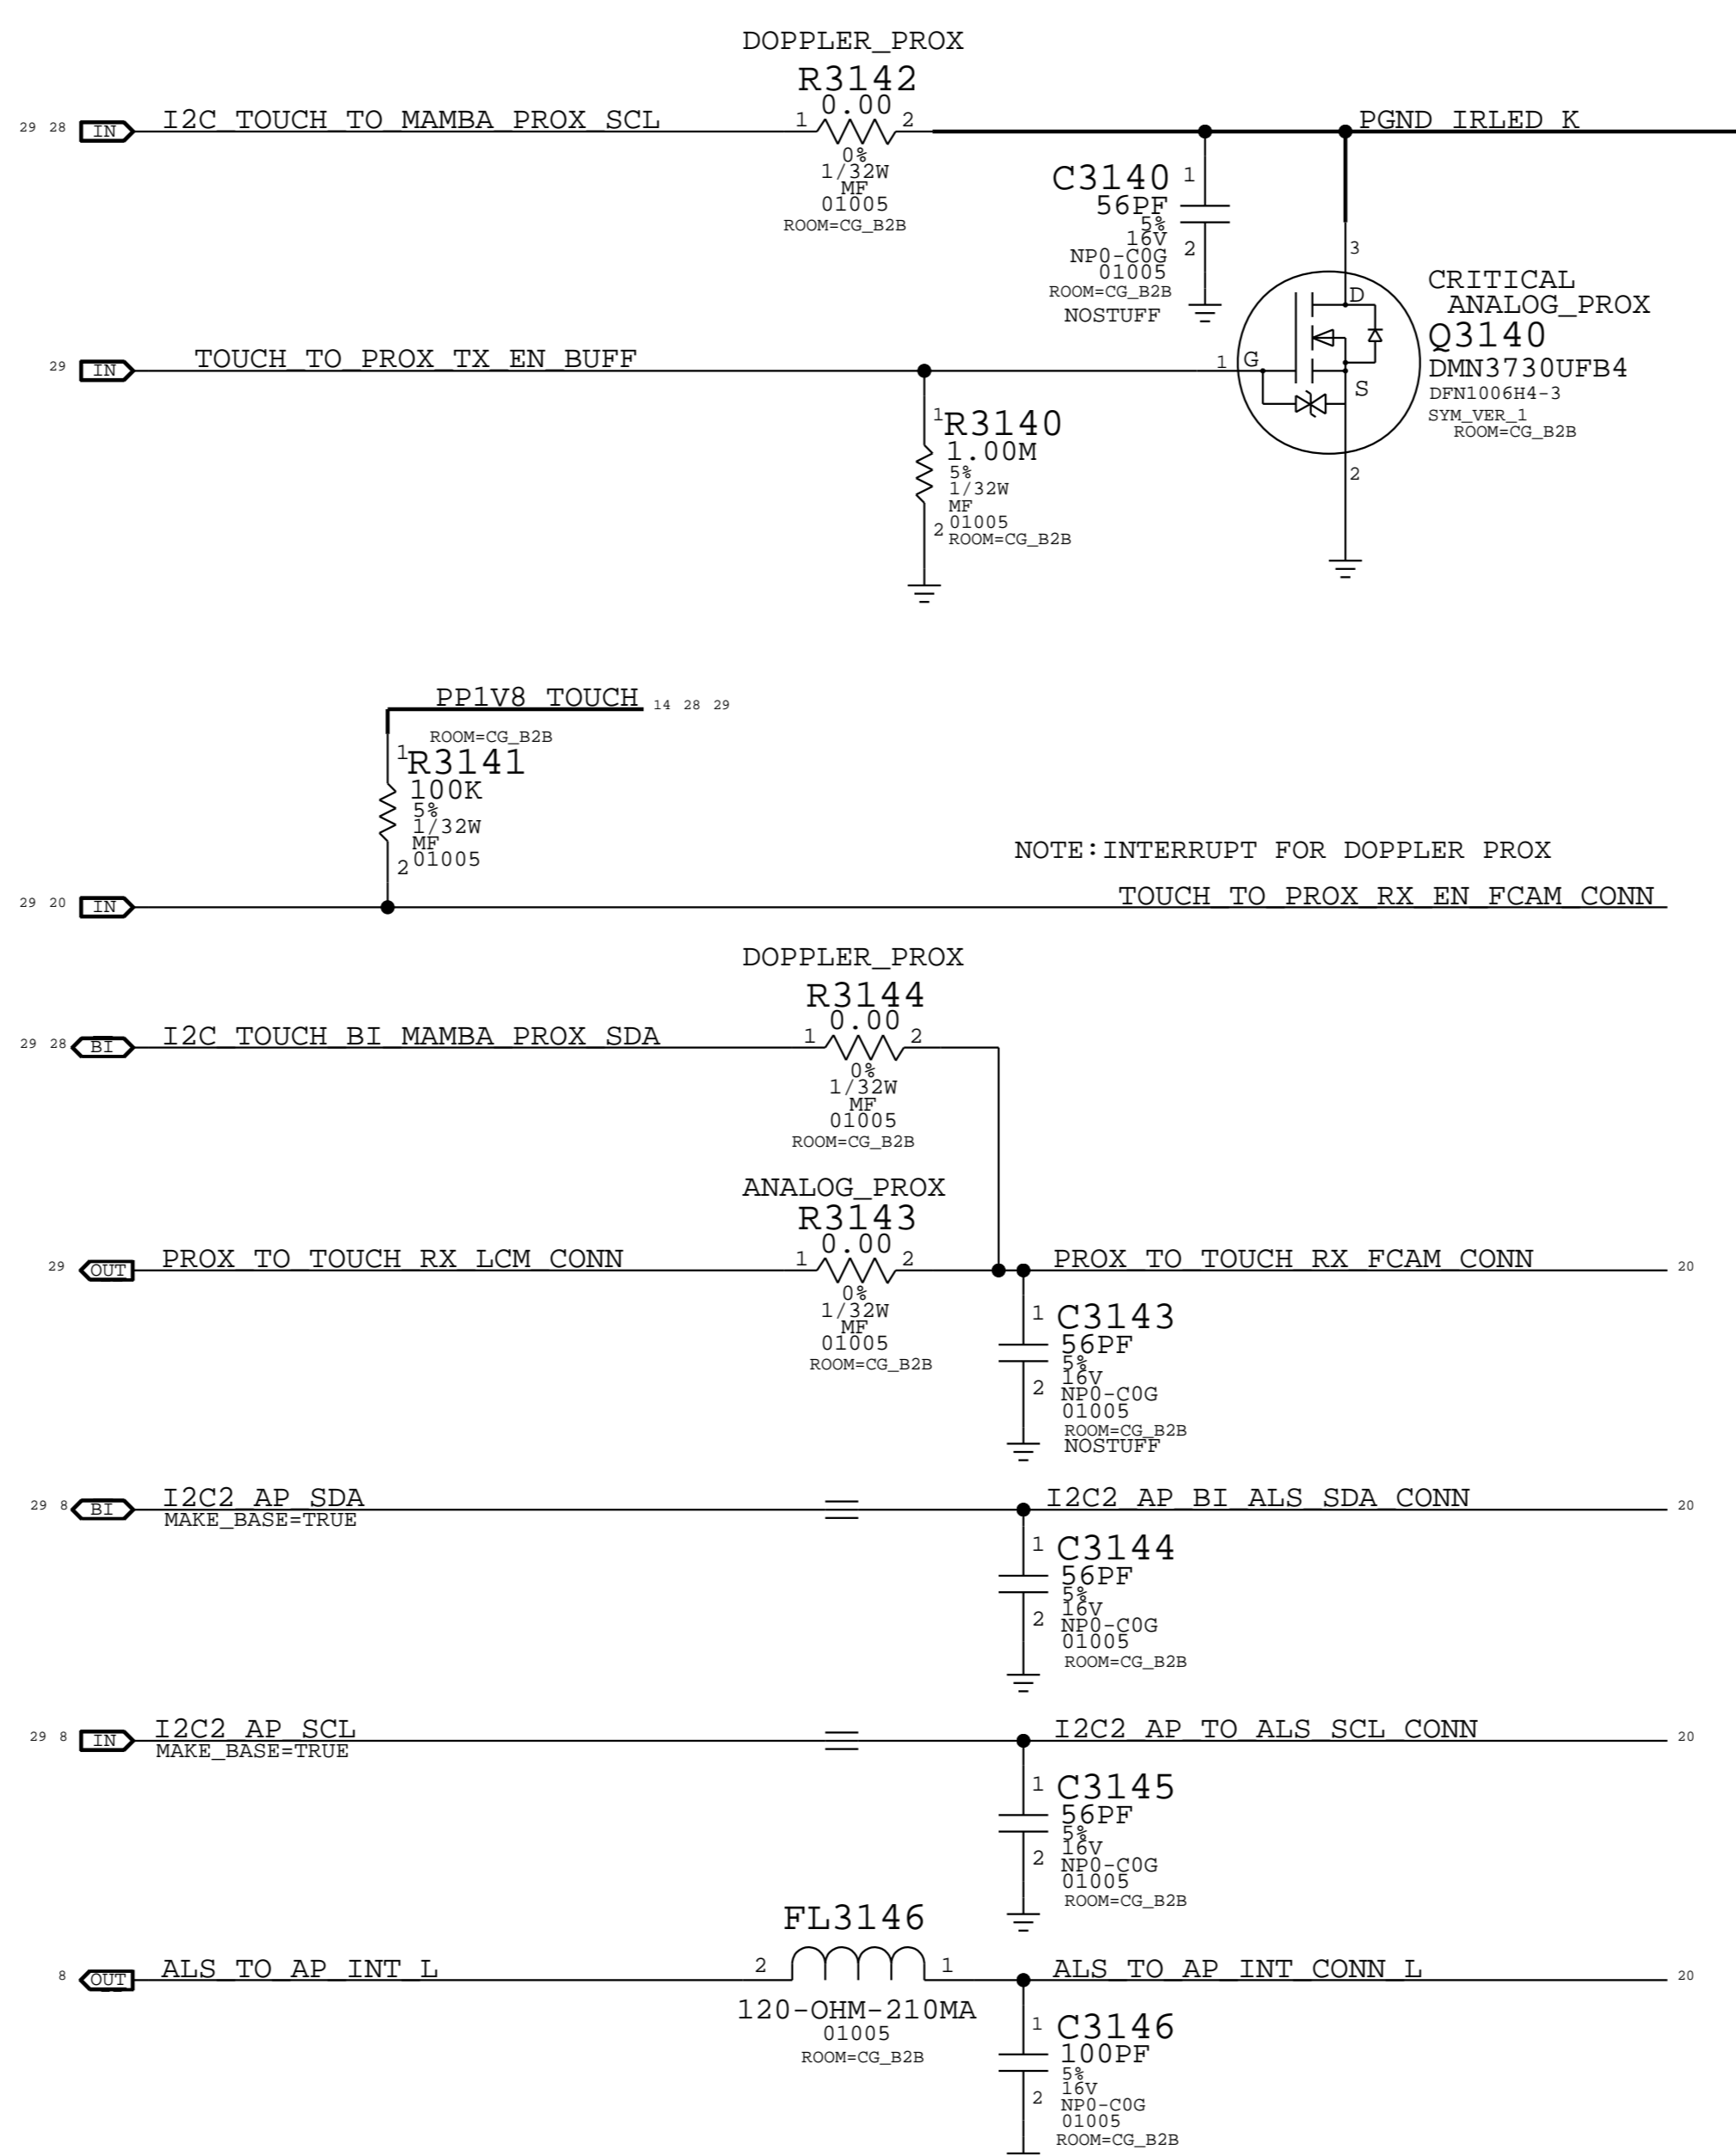 DOPPLER_PROX
R3142
0.00
29 28 IN I2C_TOUCH_TO_MAMBA_PROX_SCL 1 2 PGND_IRLED_K
0%
1/32W
MF
01005
ROOM=CG_B2B
C3140 1
56PF
5%
16V
NP0-C0G 2
01005
ROOM=CG_B2B
NOSTUFF
3
D
CRITICAL
ANALOG_PROX
Q3140
DMN3730UFB4
DFN1006H4-3
SYM_VER_1
ROOM=CG_B2B
29 IN TOUCH_TO_PROX_TX_EN_BUFF 1 G
S
2
1 R3140
1.00M
5%
1/32W
MF
2 01005
ROOM=CG_B2B
PP1V8_TOUCH 14 28 29
ROOM=CG_B2B
1 R3141
100K
5%
1/32W
MF
2 01005
NOTE:INTERRUPT FOR DOPPLER PROX
29 20 IN TOUCH_TO_PROX_RX_EN_FCAM_CONN
DOPPLER_PROX
R3144
0.00
29 28 BI I2C_TOUCH_BI_MAMBA_PROX_SDA 1 2
0%
1/32W
MF
01005
ROOM=CG_B2B
ANALOG_PROX
R3143
0.00
29 OUT PROX_TO_TOUCH_RX_LCM_CONN 1 2 PROX_TO_TOUCH_RX_FCAM_CONN 20
0%
1/32W
MF
01005
ROOM=CG_B2B
1 C3143
56PF
5%
16V
2 NP0-C0G
01005
ROOM=CG_B2B
NOSTUFF
29 8 BI I2C2_AP_SDA I2C2_AP_BI_ALS_SDA_CONN 20
MAKE_BASE=TRUE
1 C3144
56PF
5%
16V
2 NP0-C0G
01005
ROOM=CG_B2B
29 8 IN I2C2_AP_SCL I2C2_AP_TO_ALS_SCL_CONN 20
MAKE_BASE=TRUE
1 C3145
56PF
5%
16V
2 NP0-C0G
01005
ROOM=CG_B2B
FL3146
8 OUT ALS_TO_AP_INT_L 2 1 ALS_TO_AP_INT_CONN_L 20
120-OHM-210MA
01005
ROOM=CG_B2B
1 C3146
100PF
5%
16V
2 NP0-C0G
01005
ROOM=CG_B2B